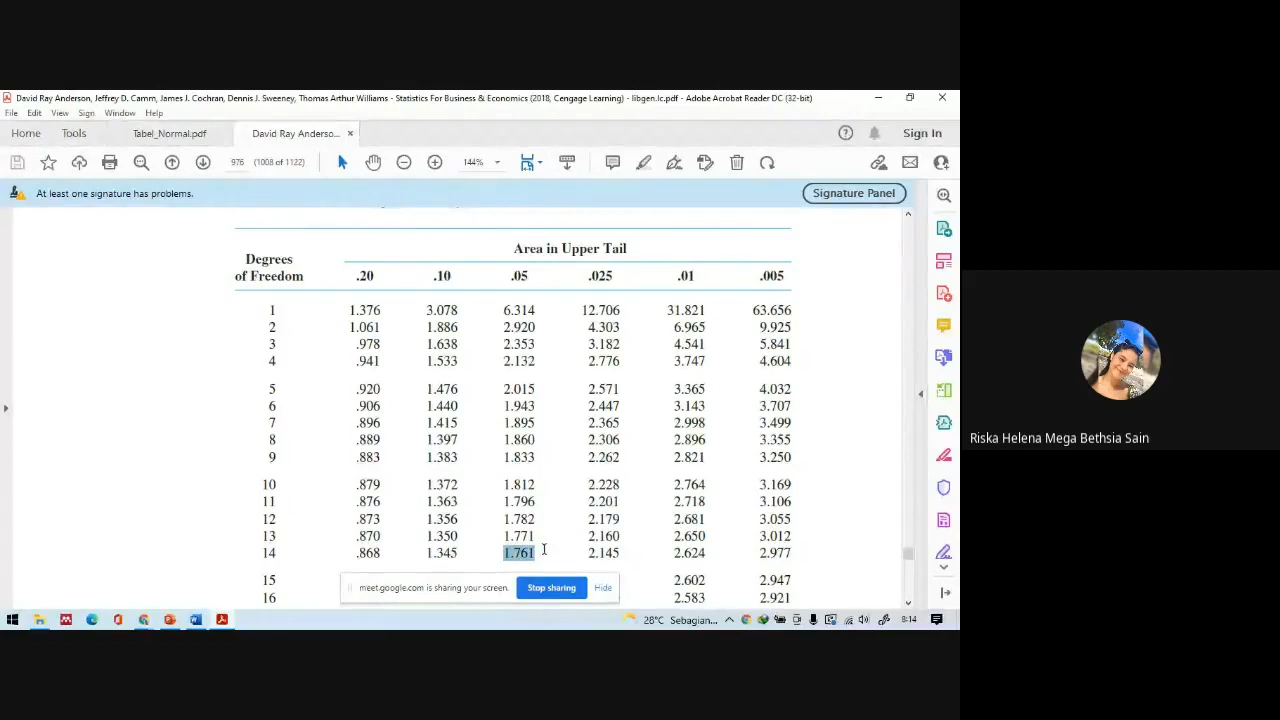 David Ray Anderson, Jeffrey D. Camm, James J. Cochran, Dennis J. Sweeney, Thomas Arthur Williams - Statistics For Business & Economics (2018, Cengage Learning) - libgen.lc.pdf - Adobe Acrobat Reader DC (32-bit)
File Edit View Sign Window Help
Home Tools Tabel_Normal.pdf David Ray Anderso... × Sign In
976 (1008 of 1122) 144%
At least one signature has problems. Signature Panel
Area in Upper Tail
Degrees
of Freedom .20 .10 .05 .025 .01 .005
1 1.376 3.078 6.314 12.706 31.821 63.656
2 1.061 1.886 2.920 4.303 6.965 9.925
3 .978 1.638 2.353 3.182 4.541 5.841
4 .941 1.533 2.132 2.776 3.747 4.604
5 .920 1.476 2.015 2.571 3.365 4.032
6 .906 1.440 1.943 2.447 3.143 3.707
7 .896 1.415 1.895 2.365 2.998 3.499
8 .889 1.397 1.860 2.306 2.896 3.355
9 .883 1.383 1.833 2.262 2.821 3.250
10 .879 1.372 1.812 2.228 2.764 3.169
11 .876 1.363 1.796 2.201 2.718 3.106
12 .873 1.356 1.782 2.179 2.681 3.055
13 .870 1.350 1.771 2.160 2.650 3.012
14 .868 1.345 1.761 2.145 2.624 2.977
15 2.602 2.947
16 2.583 2.921
meet.google.com is sharing your screen. Stop sharing Hide
28°C Sebagian... 8:14
Riska Helena Mega Bethsia Sain